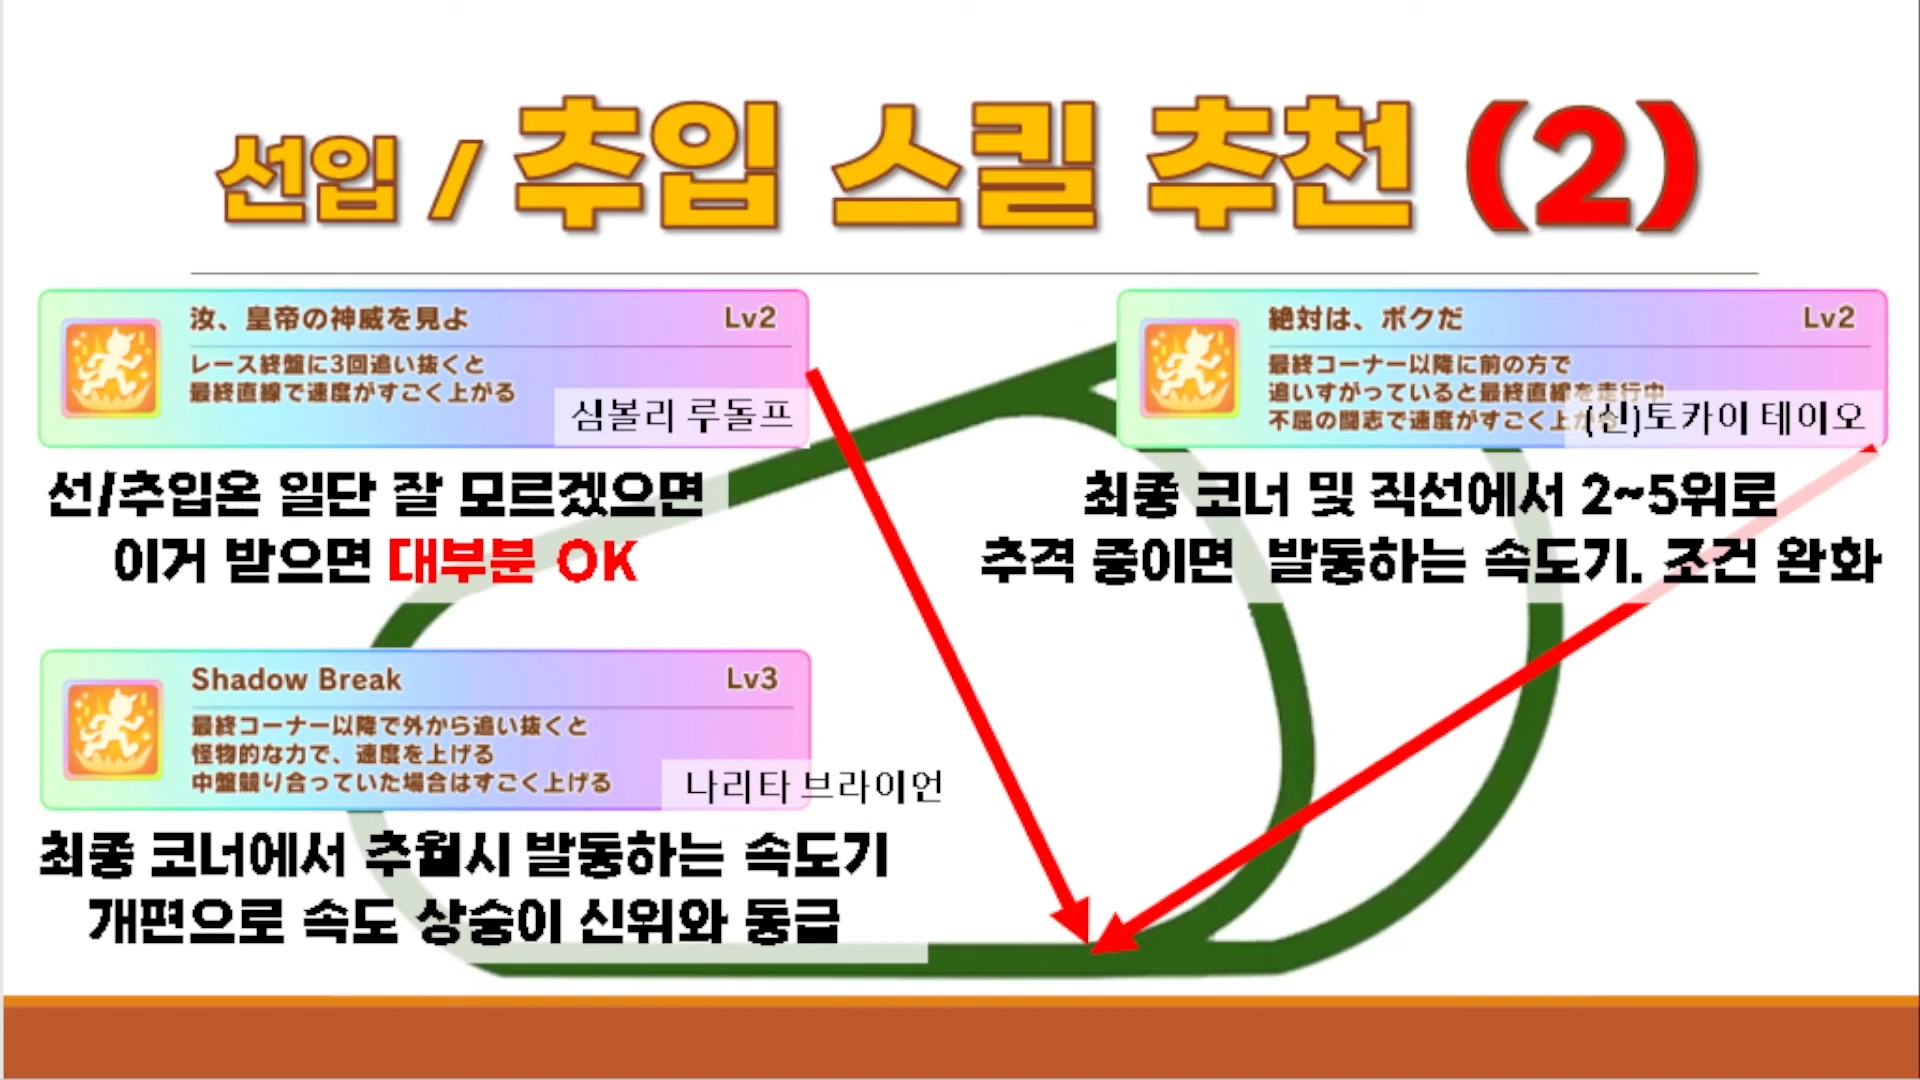 선입 / 추입 스킬 추천 (2)
汝、皇帝の神威を見よ Lv2
レース終盤に3回追い抜くと
最終直線で速度がすごく上がる
심볼리 루돌프
선/추입은 일단 잘 모르겠으면
이거 받으면 대부분 OK
絶対は、ボクだ Lv2
最終コーナー以降に前の方で
追いすがっていると最終直線を走行中
不屈の闘志で速度がすごく上がる
(신)토카이 테이오
최종 코너 및 직선에서 2~5위로
추격 중이면 발동하는 속도기. 조건 완화
Shadow Break Lv3
最終コーナー以降で外から追い抜くと
怪物的な力で、速度を上げる
中盤競り合っていた場合はすごく上げる
나리타 브라이언
최종 코너에서 추월시 발동하는 속도기
개편으로 속도 상승이 신위와 동급